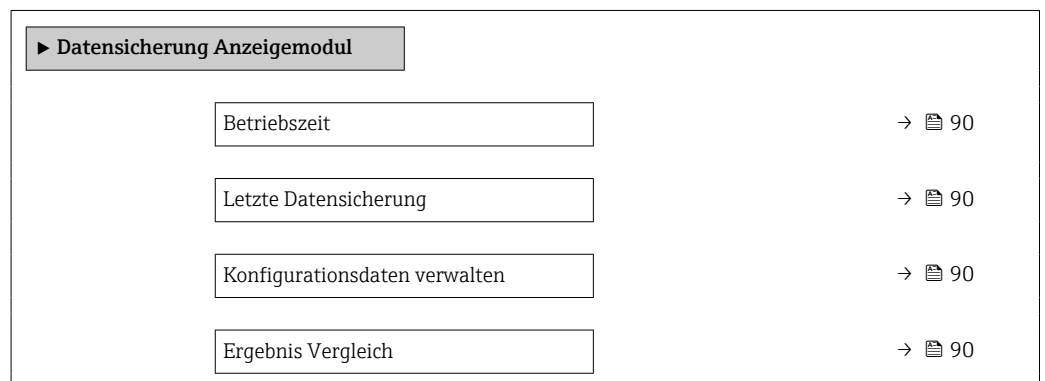 ▶ Datensicherung Anzeigemodul
Betriebszeit → 90
Letzte Datensicherung → 90
Konfigurationsdaten verwalten → 90
Ergebnis Vergleich → 90